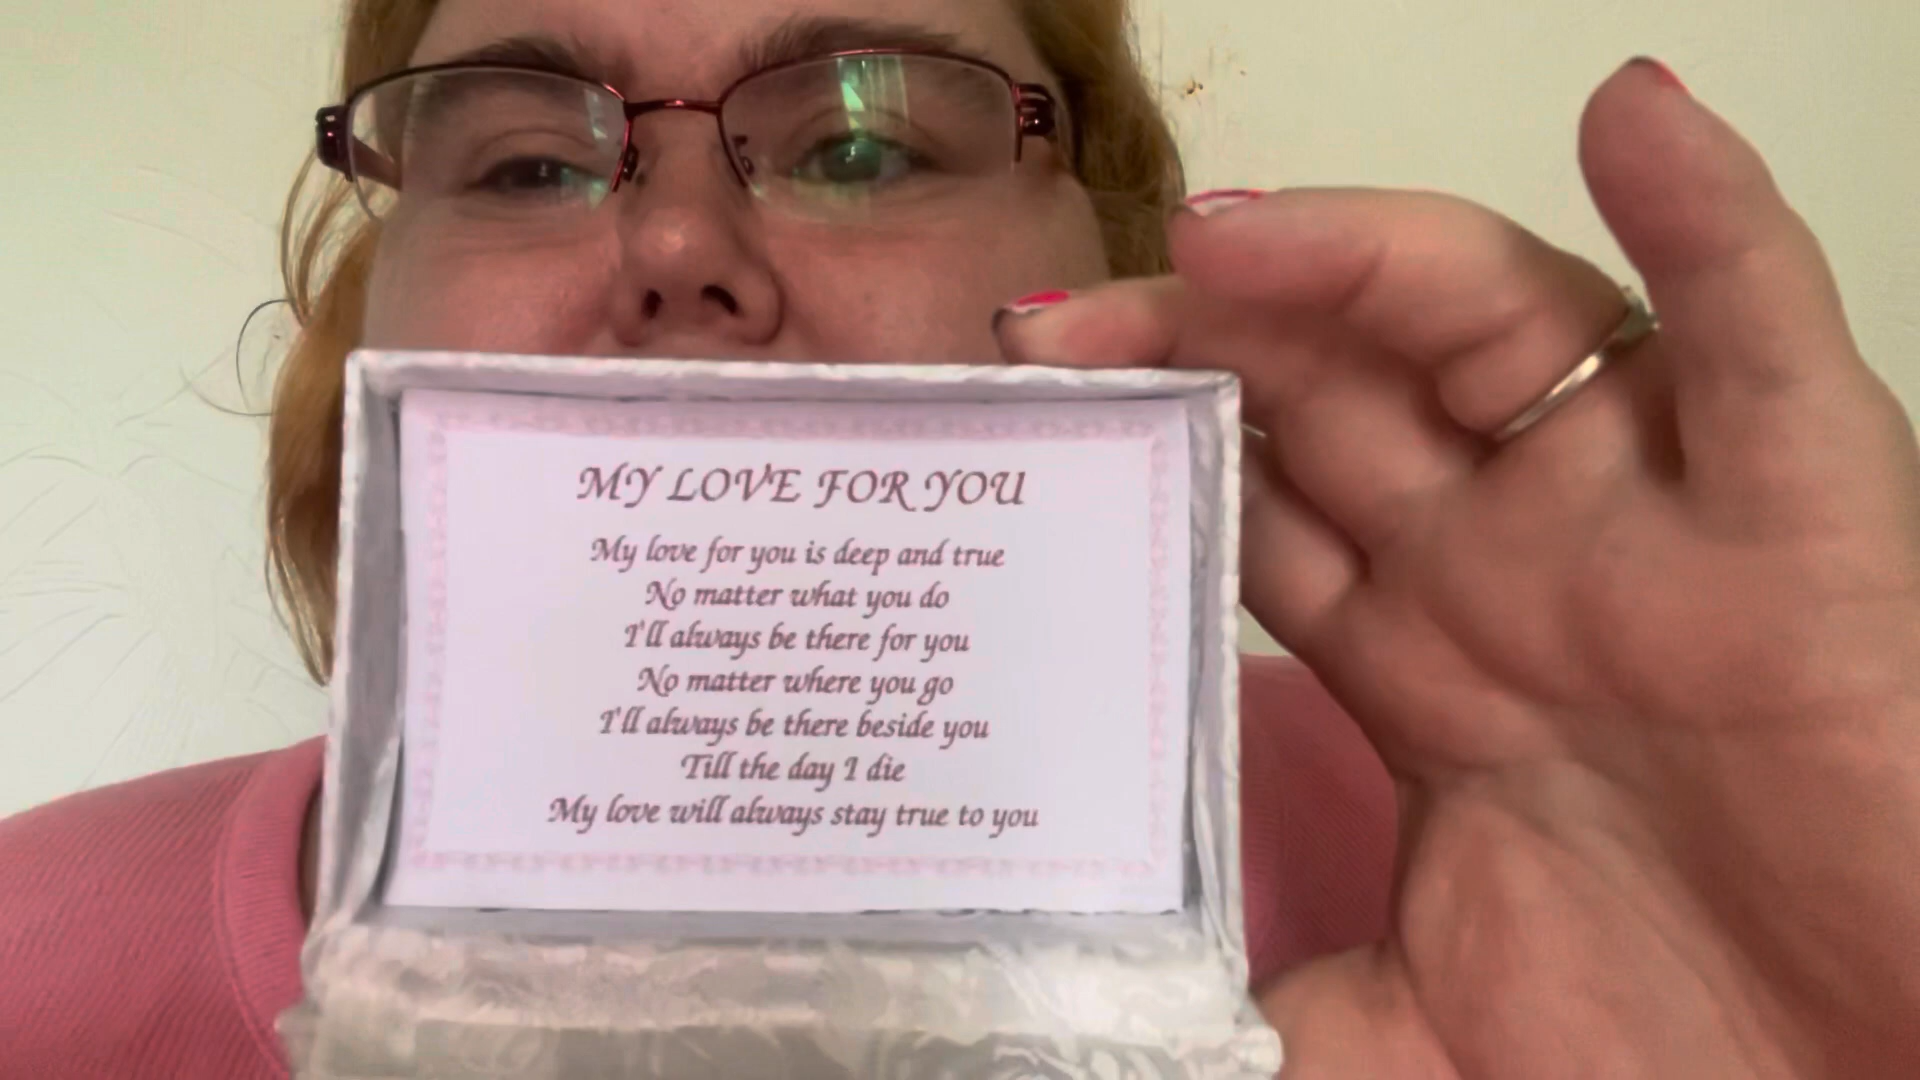 MY LOVE FOR YOU
My love for you is deep and true
No matter what you do
I'll always be there for you
No matter where you go
I'll always be there beside you
Till the day I die
My love will always stay true to you